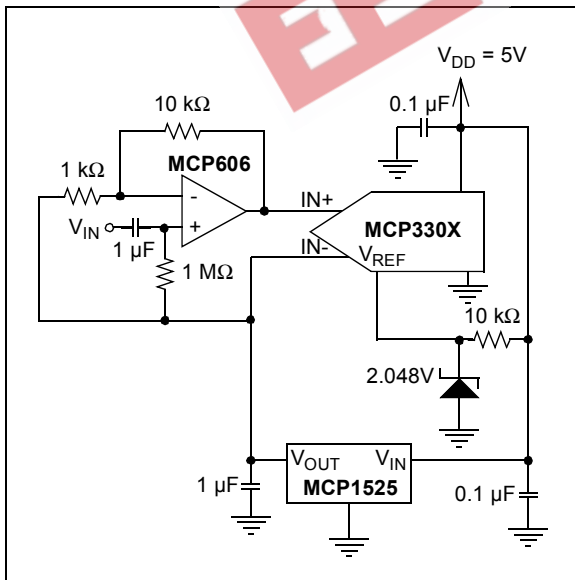 V_DD = 5V
0.1 µF
10 kΩ
MCP606
1 kΩ
-
+
V_IN
1 µF
1 MΩ
IN+
IN-
MCP330X
V_REF
10 kΩ
2.048V
V_OUT
V_IN
MCP1525
1 µF
0.1 µF